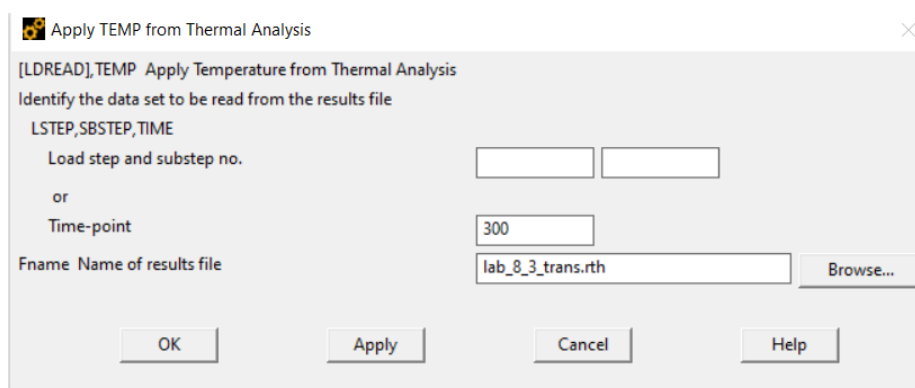 Apply TEMP from Thermal Analysis
[LDREAD],TEMP Apply Temperature from Thermal Analysis
Identify the data set to be read from the results file
LSTEP,SBSTEP,TIME
Load step and substep no.
or
Time-point 300
Fname Name of results file lab_8_3_trans.rth Browse...
OK Apply Cancel Help